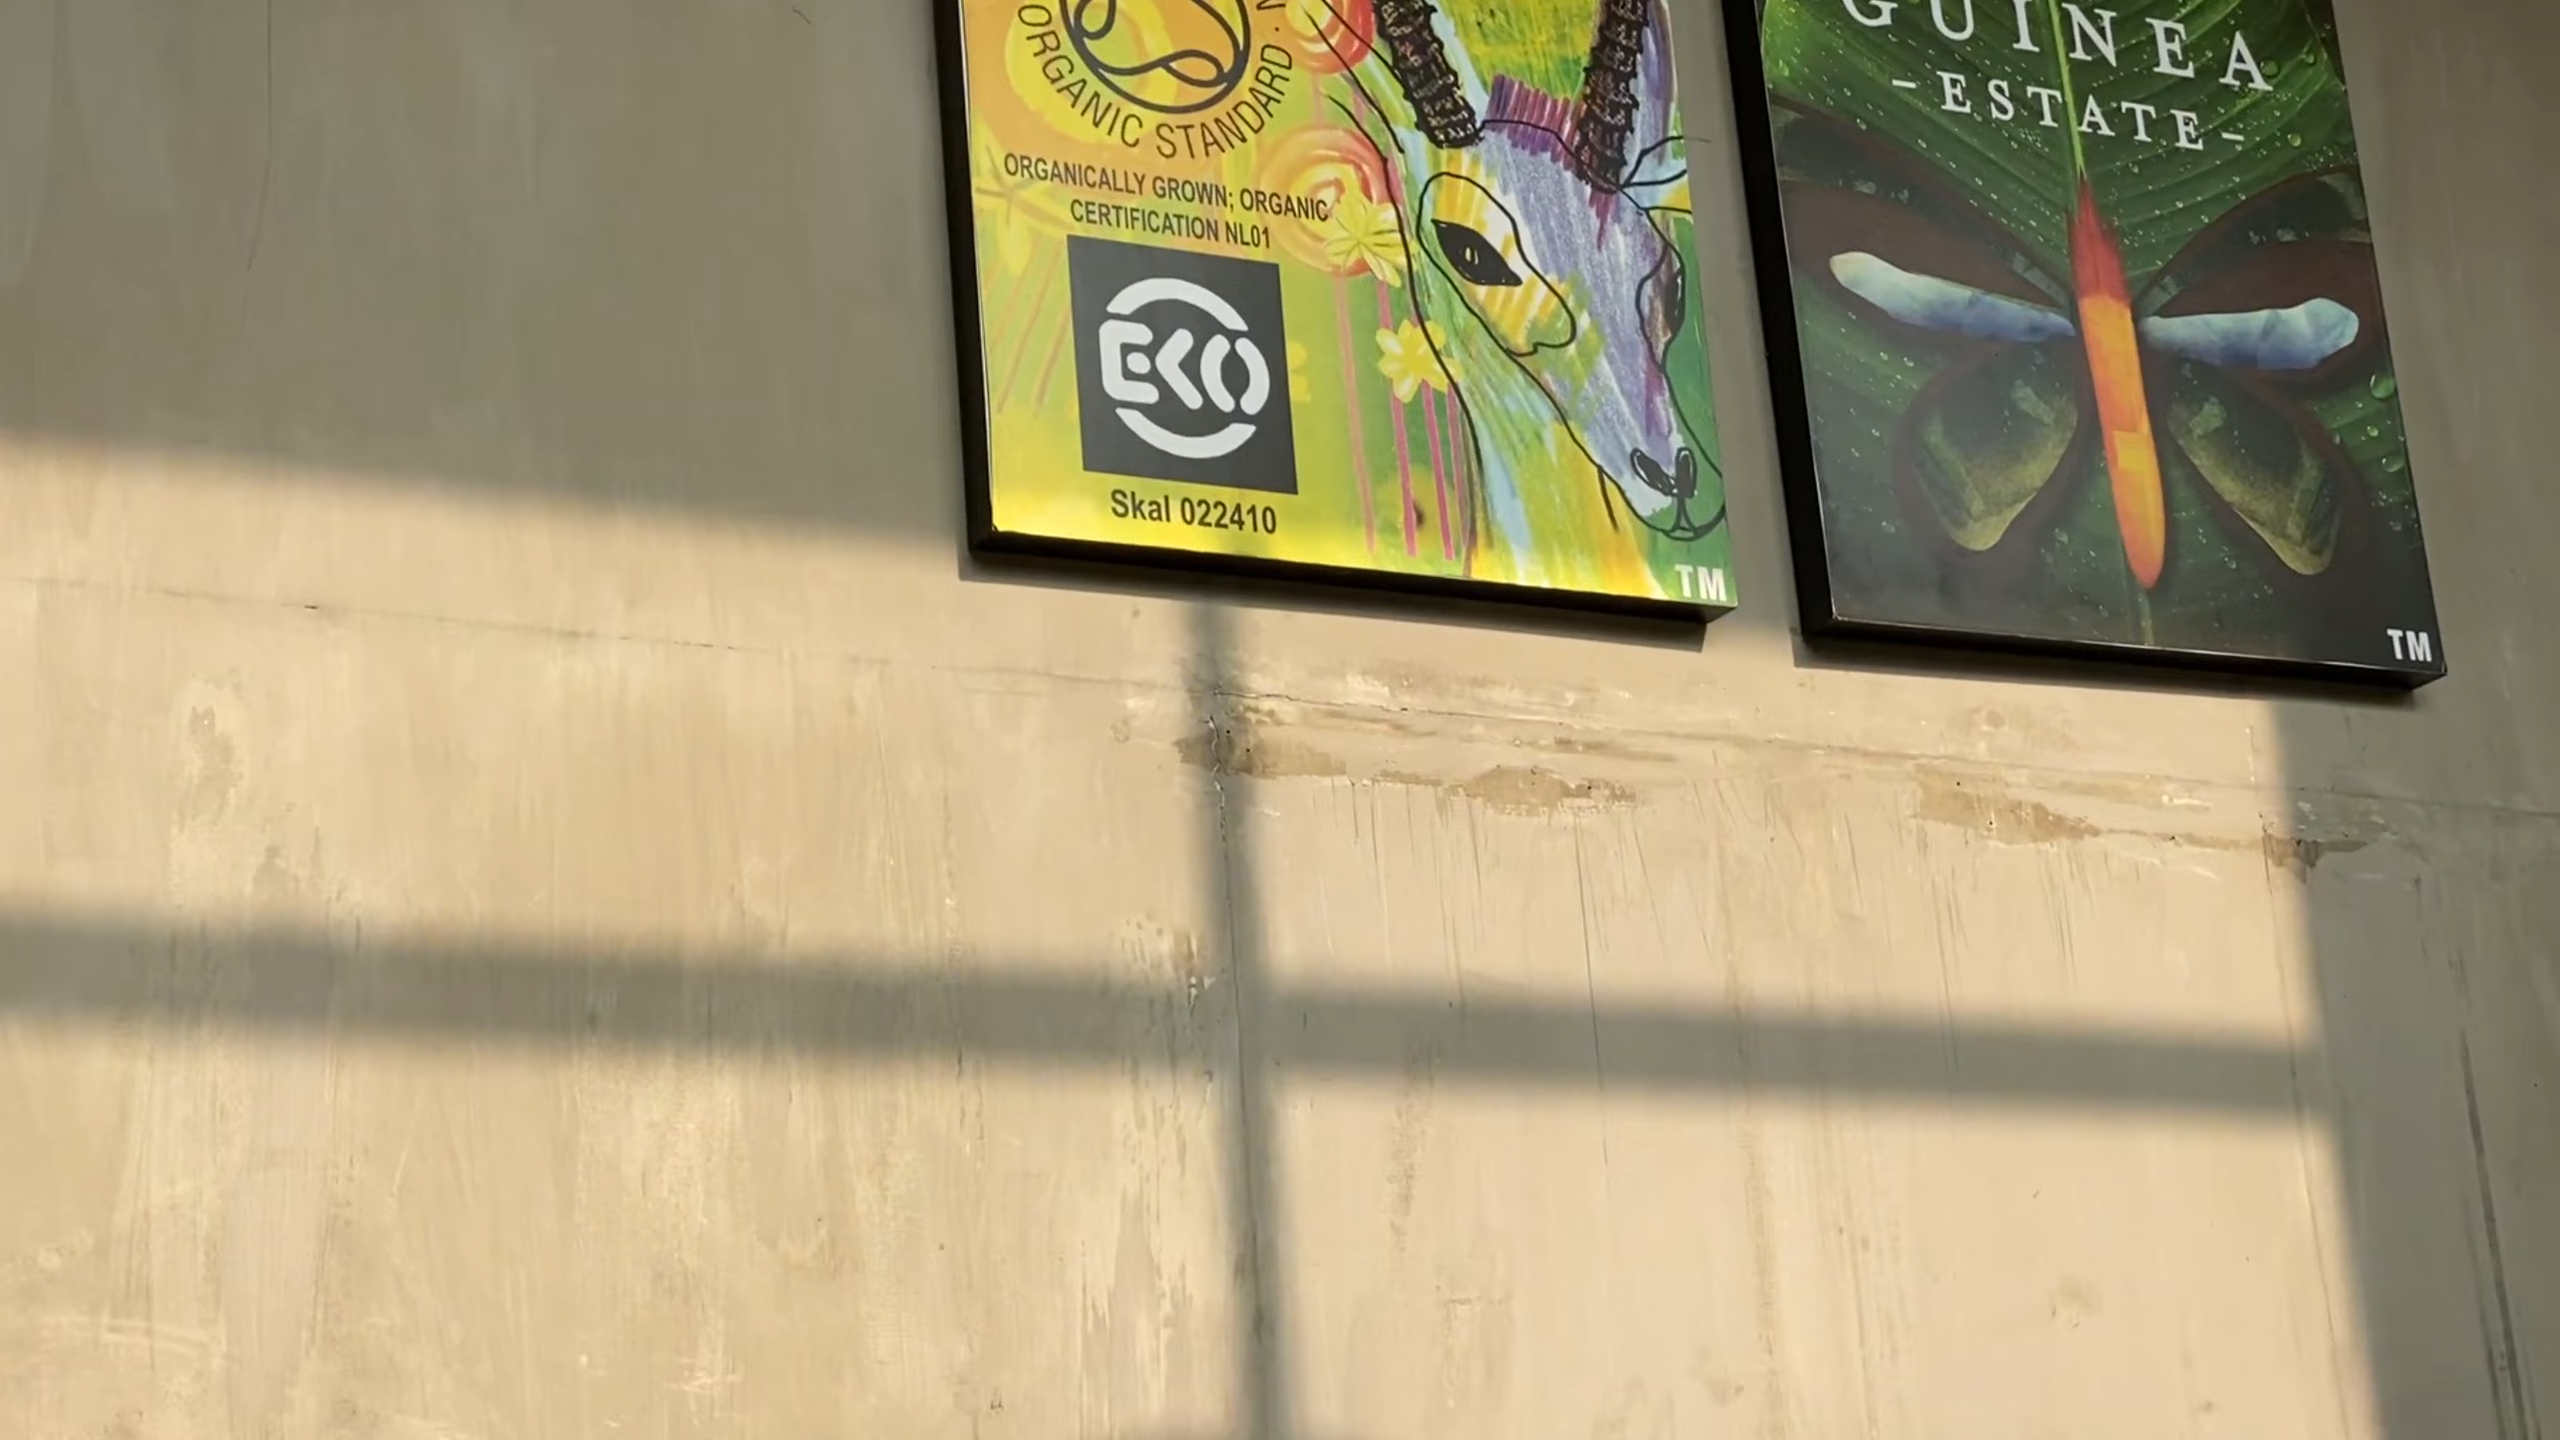 ORGANIC STANDARD
ORGANICALLY GROWN; ORGANIC
CERTIFICATION NL01
EKO
Skal 022410
TM
GUINEA
-ESTATE-
TM